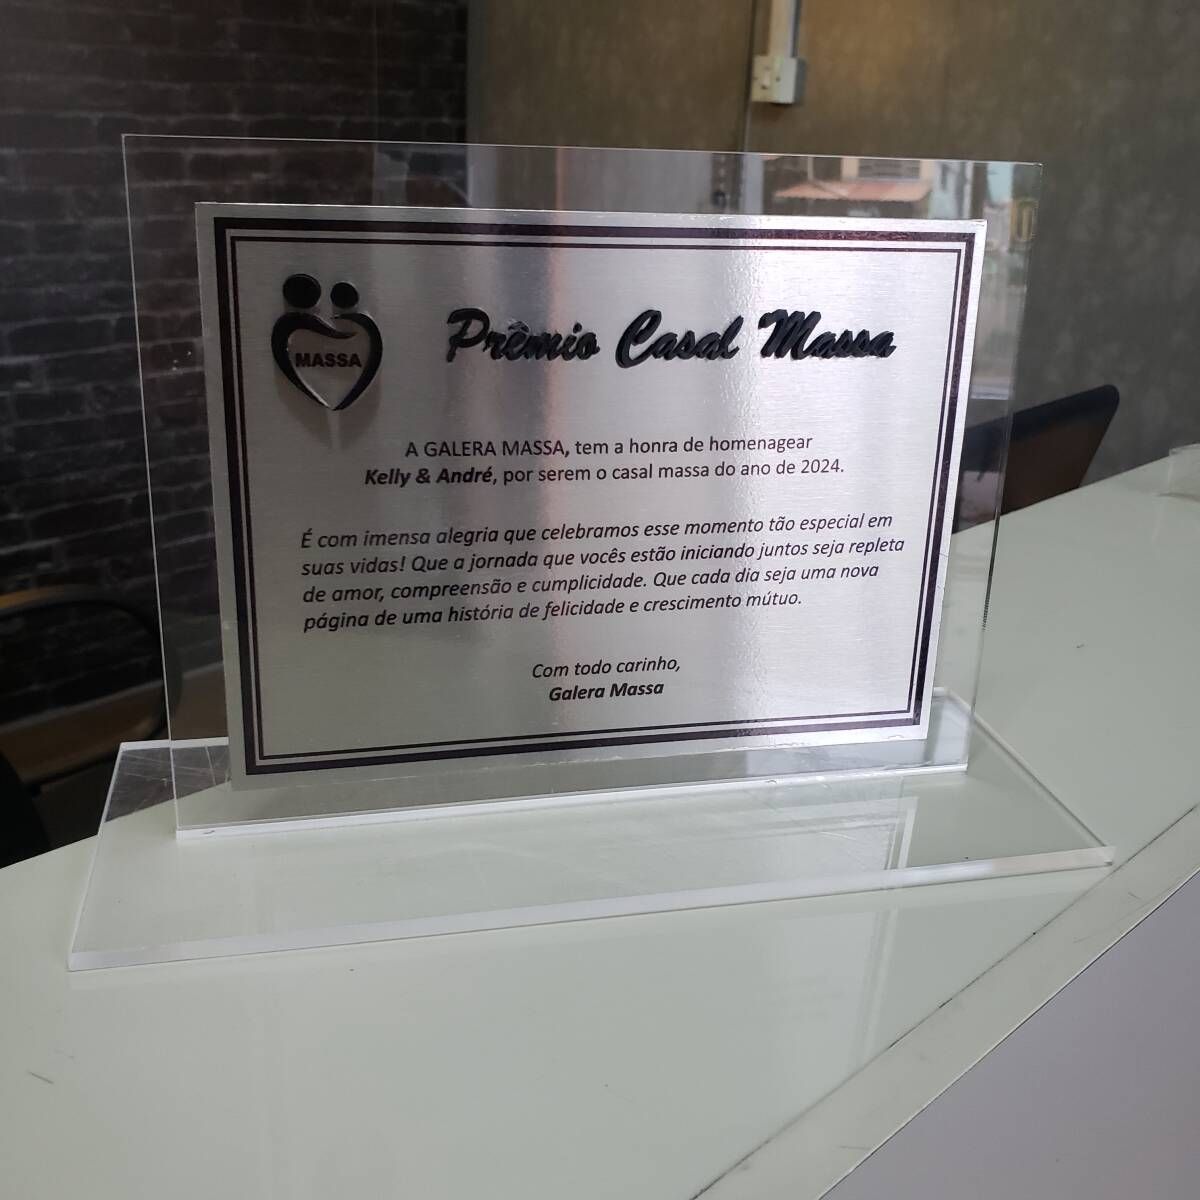 MASSA
Prêmio Casal Massa
A GALERA MASSA, tem a honra de homenagear
Kelly & André, por serem o casal massa do ano de 2024.
É com imensa alegria que celebramos esse momento tão especial em
suas vidas! Que a jornada que vocês estão iniciando juntos seja repleta
de amor, compreensão e cumplicidade. Que cada dia seja uma nova
página de uma história de felicidade e crescimento mútuo.
Com todo carinho,
Galera Massa